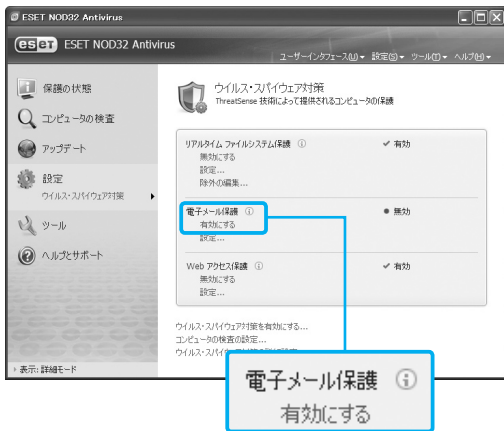 ESET NOD32 Antivirus
eset ESET NOD32 Antivirus
ユーザーインタフェース(U) 設定(S) ツール(T) ヘルプ(H)
保護の状態
コンピュータの検査
アップデート
設定
ウイルス・スパイウェア対策
ツール
ヘルプとサポート
表示: 詳細モード
ウイルス・スパイウェア対策
ThreatSense 技術によって提供されるコンピュータの保護
リアルタイム ファイルシステム保護 有効
無効にする
設定...
除外の編集...
電子メール保護 無効
有効にする
設定...
Web アクセス保護 有効
無効にする
設定...
ウイルス・スパイウェア対策を有効にする...
コンピュータの検査の設定...
ウイルス・スパイ
電子メール保護
有効にする